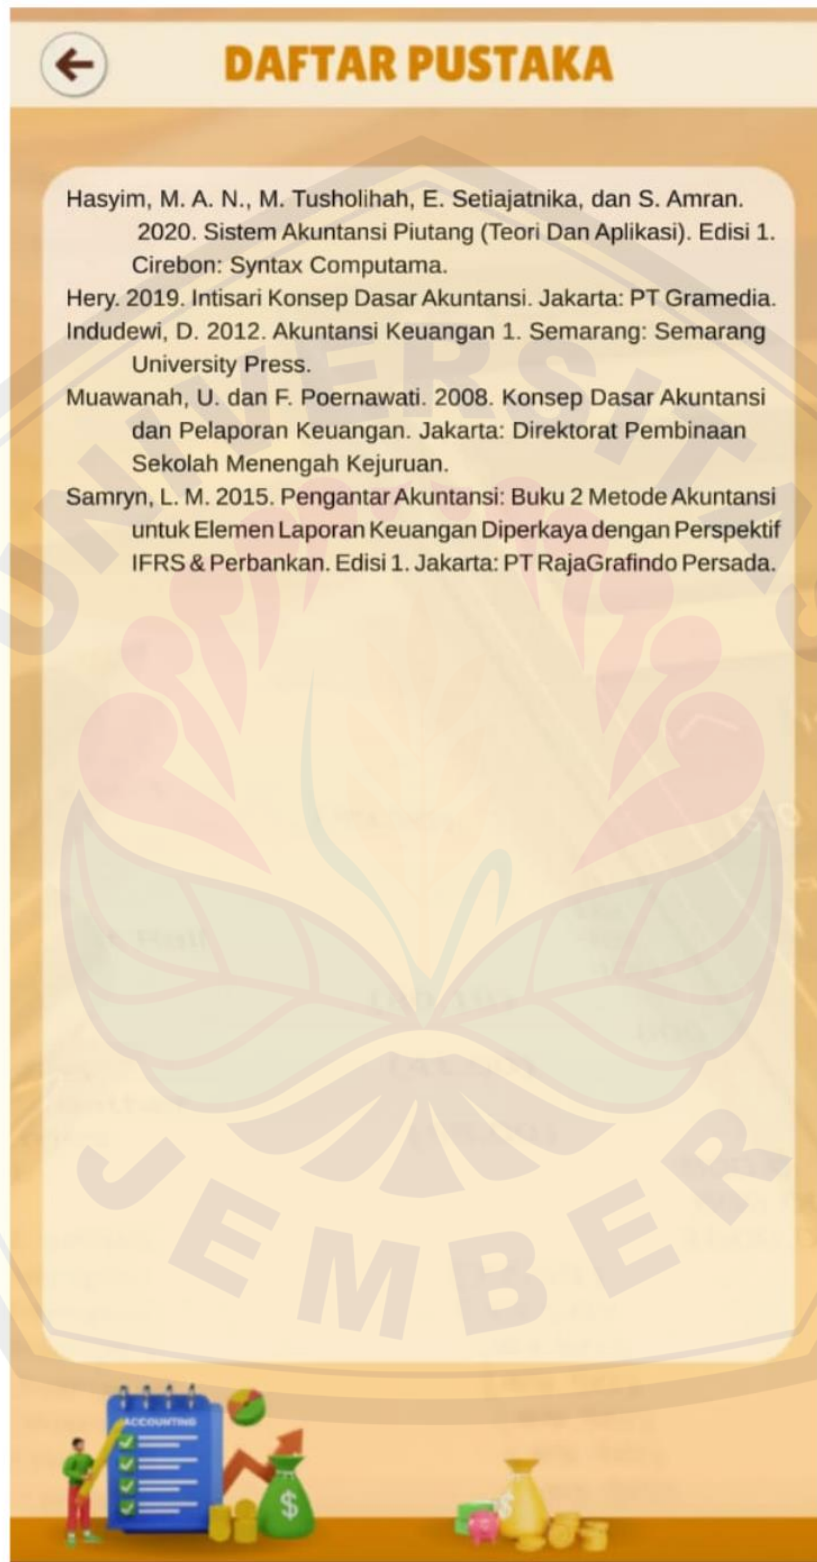 DAFTAR PUSTAKA
Hasyim, M. A. N., M. Tusholihah, E. Setiajatnika, dan S. Amran.
2020. Sistem Akuntansi Piutang (Teori Dan Aplikasi). Edisi 1.
Cirebon: Syntax Computama.
Hery. 2019. Intisari Konsep Dasar Akuntansi. Jakarta: PT Gramedia.
Indudewi, D. 2012. Akuntansi Keuangan 1. Semarang: Semarang
University Press.
Muawanah, U. dan F. Poernawati. 2008. Konsep Dasar Akuntansi
dan Pelaporan Keuangan. Jakarta: Direktorat Pembinaan
Sekolah Menengah Kejuruan.
Samryn, L. M. 2015. Pengantar Akuntansi: Buku 2 Metode Akuntansi
untuk Elemen Laporan Keuangan Diperkaya dengan Perspektif
IFRS & Perbankan. Edisi 1. Jakarta: PT RajaGrafindo Persada.
JEMBER
ACCOUNTING
$
$